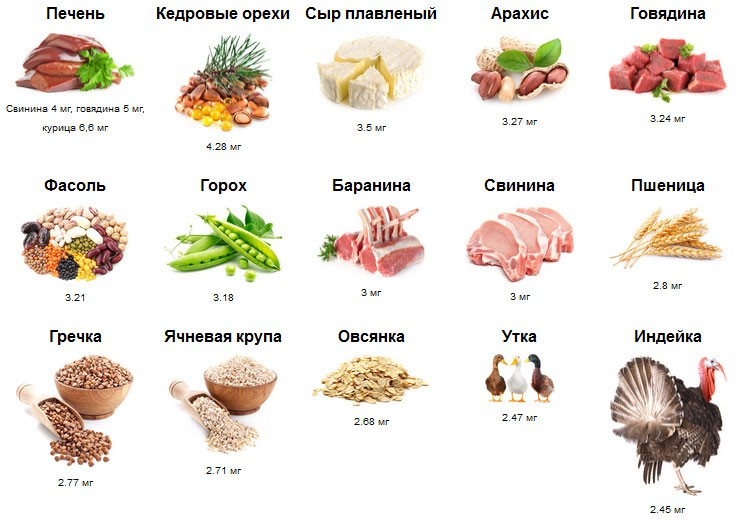 Печень
Кедровые орехи
Сыр плавленый
Арахис
Говядина
Свинина 4 мг, говядина 5 мг,
курица 6,6 мг
4.28 мг
3.5 мг
3.27 мг
3.24 мг
Фасоль
Горох
Баранина
Свинина
Пшеница
3.21
3.18
3 мг
3 мг
2.8 мг
Гречка
Ячневая крупа
Овсянка
Утка
Индейка
2.77 мг
2.71 мг
2.68 мг
2.47 мг
2.45 мг